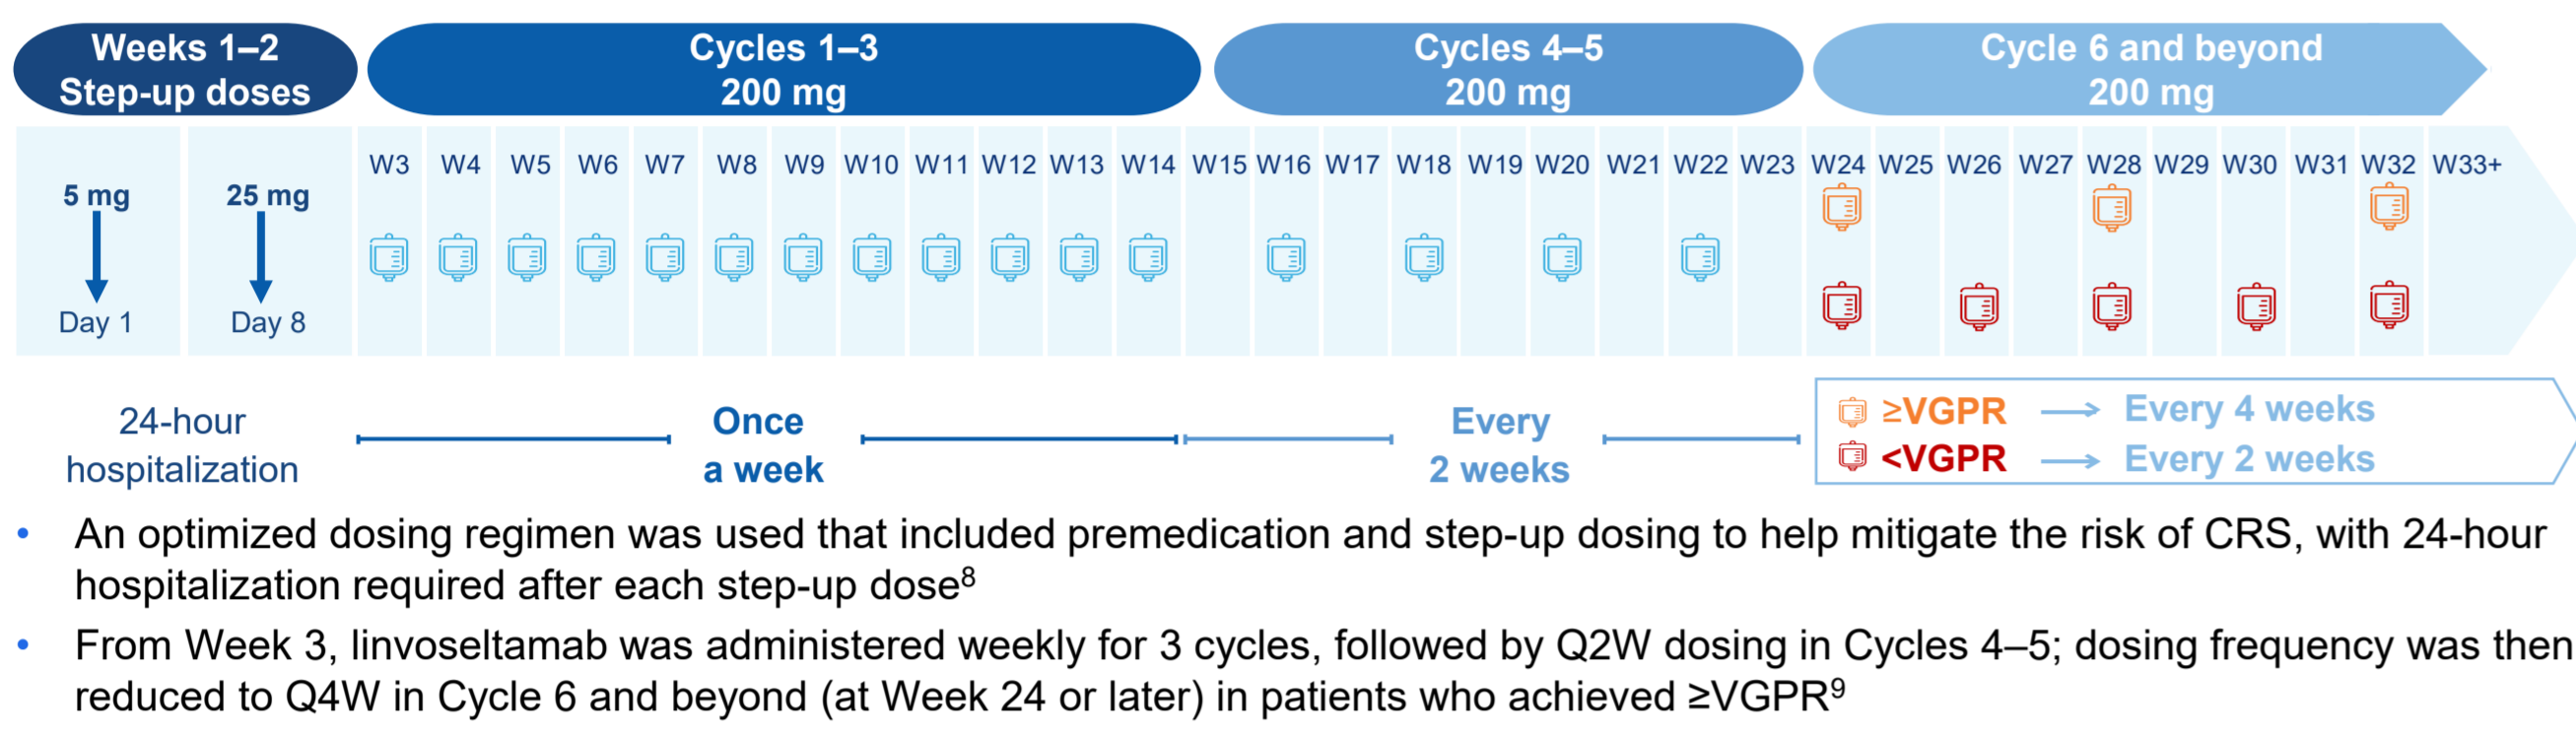 Weeks 1–2
Step-up doses
Cycles 1–3
200 mg
Cycles 4–5
200 mg
Cycle 6 and beyond
200 mg
W3 W4 W5 W6 W7 W8 W9 W10 W11 W12 W13 W14 W15 W16 W17 W18 W19 W20 W21 W22 W23 W24 W25 W26 W27 W28 W29 W30 W31 W32 W33+
5 mg
Day 1
25 mg
Day 8
24-hour
hospitalization
Once
a week
Every
2 weeks
≥VGPR → Every 4 weeks
<VGPR → Every 2 weeks
• An optimized dosing regimen was used that included premedication and step-up dosing to help mitigate the risk of CRS, with 24-hour
hospitalization required after each step-up dose⁸
• From Week 3, linvoseltamab was administered weekly for 3 cycles, followed by Q2W dosing in Cycles 4–5; dosing frequency was then
reduced to Q4W in Cycle 6 and beyond (at Week 24 or later) in patients who achieved ≥VGPR⁹